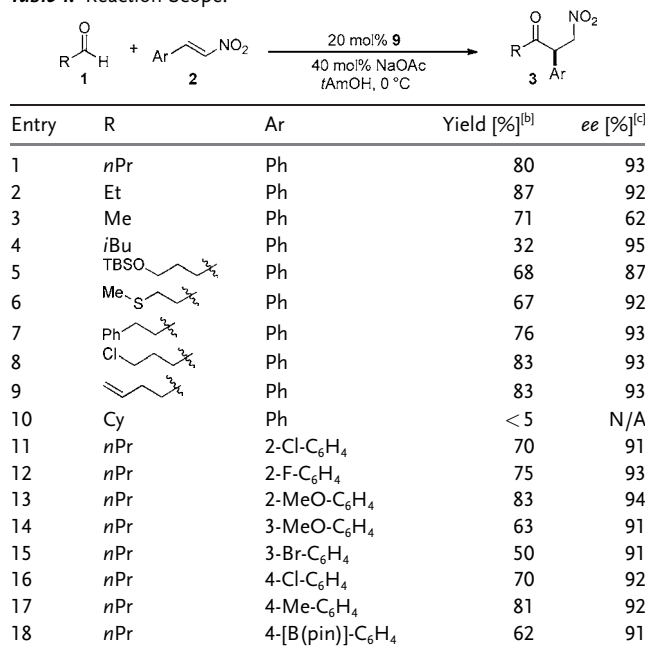 Table 1: Reaction Scope.
O
R H
1
+
Ar NO2
2
20 mol% 9
40 mol% NaOAc
tAmOH, 0 °C
O NO2
R
Ar
3
Entry R Ar Yield [%][b] ee [%][c]
1 nPr Ph 80 93
2 Et Ph 87 92
3 Me Ph 71 62
4 iBu Ph 32 95
5 TBSO Ph 68 87
6 Me S Ph 67 92
7 Ph Ph 76 93
8 Cl Ph 83 93
9 Ph 83 93
10 Cy Ph <5 N/A
11 nPr 2-Cl-C6H4 70 91
12 nPr 2-F-C6H4 75 93
13 nPr 2-MeO-C6H4 83 94
14 nPr 3-MeO-C6H4 63 91
15 nPr 3-Br-C6H4 50 91
16 nPr 4-Cl-C6H4 70 92
17 nPr 4-Me-C6H4 81 92
18 nPr 4-[B(pin)]-C6H4 62 91